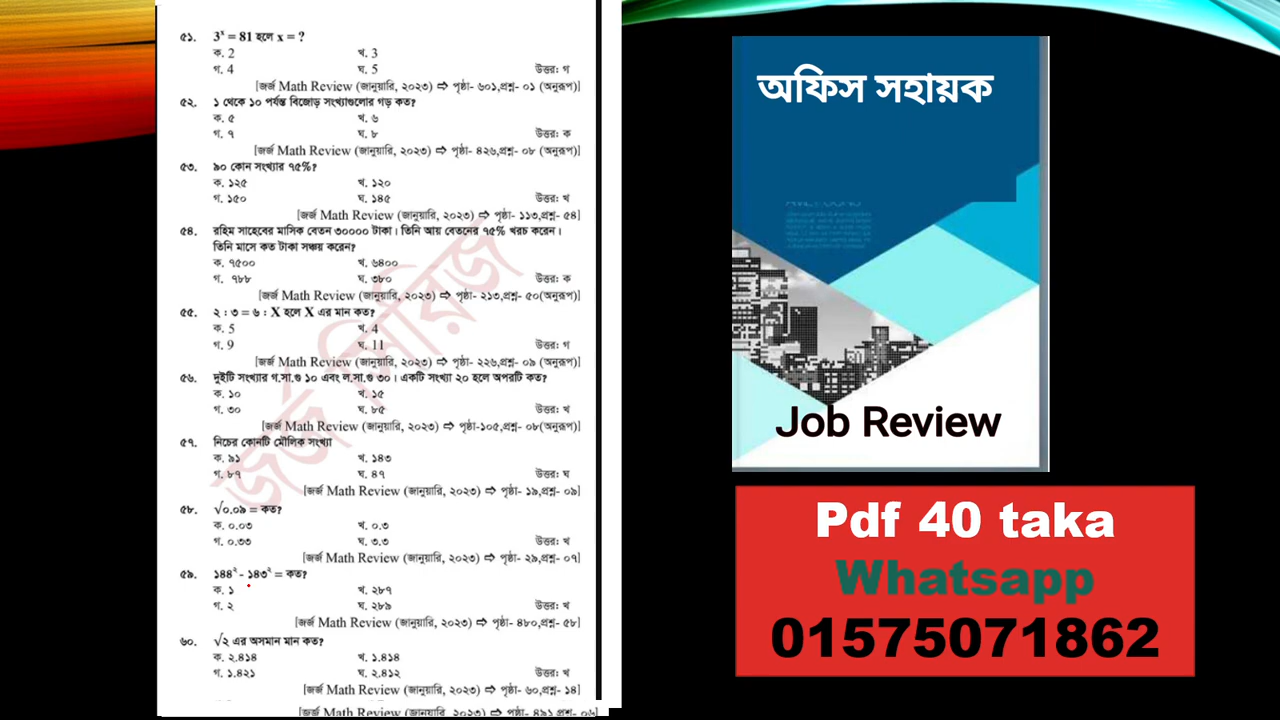 ৫১. 3ˣ = 81 হলে x = ?
ক. 2 খ. 3
গ. 4 ঘ. 5 উত্তর: গ
[জর্জ Math Review (জানুয়ারি, ২০২৩) ⇨ পৃষ্ঠা- ৬০১,প্রশ্ন- ০১ (অনুরূপ)]
৫২. ১ থেকে ১০ পর্যন্ত বিজোড় সংখ্যাগুলোর গড় কত?
ক. ৫ খ. ৬
গ. ৭ ঘ. ৮ উত্তর: ক
[জর্জ Math Review (জানুয়ারি, ২০২৩) ⇨ পৃষ্ঠা- ৪২৬,প্রশ্ন- ০৮ (অনুরূপ)]
৫৩. ৯০ কোন সংখ্যার ৭৫%?
ক. ১২৫ খ. ১২০
গ. ১৫০ ঘ. ১৪৫ উত্তর: খ
[জর্জ Math Review (জানুয়ারি, ২০২৩) ⇨ পৃষ্ঠা- ১১৩,প্রশ্ন- ৫৪]
৫৪. রহিম সাহেবের মাসিক বেতন ৩০০০০ টাকা। তিনি আয় বেতনের ৭৫% খরচ করেন।
তিনি মাসে কত টাকা সঞ্চয় করেন?
ক. ৭৫০০ খ. ৬৪০০
গ. ৭৮৮ ঘ. ৩৮০ উত্তর: ক
[জর্জ Math Review (জানুয়ারি, ২০২৩) ⇨ পৃষ্ঠা- ২১৩,প্রশ্ন- ৫০(অনুরূপ)]
৫৫. ২ : ৩ = ৬ : X হলে X এর মান কত?
ক. 5 খ. 4
গ. 9 ঘ. 11 উত্তর: গ
[জর্জ Math Review (জানুয়ারি, ২০২৩) ⇨ পৃষ্ঠা- ২২৬,প্রশ্ন- ০৯ (অনুরূপ)]
৫৬. দুইটি সংখ্যার গ.সা.গু ১০ এবং ল.সা.গু ৩০। একটি সংখ্যা ২০ হলে অপরটি কত?
ক. ১০ খ. ১৫
গ. ৩০ ঘ. ৮৫ উত্তর: খ
[জর্জ Math Review (জানুয়ারি, ২০২৩) ⇨ পৃষ্ঠা-১০৫,প্রশ্ন- ০৮(অনুরূপ)]
৫৭. নিচের কোনটি মৌলিক সংখ্যা
ক. ৯১ খ. ১৪৩
গ. ৮৭ ঘ. ৪৭ উত্তর: ঘ
[জর্জ Math Review (জানুয়ারি, ২০২৩) ⇨ পৃষ্ঠা- ১৯,প্রশ্ন- ০৯]
৫৮. √০.০৯ = কত?
ক. ০.০৩ খ. ০.৩
গ. ০.৩৩ ঘ. ৩.৩ উত্তর: খ
[জর্জ Math Review (জানুয়ারি, ২০২৩) ⇨ পৃষ্ঠা- ২৯,প্রশ্ন- ০৭]
৫৯. ১৪৪² - ১৪৩² = কত?
ক. ১ খ. ২৮৭
গ. ২ ঘ. ২৮৯ উত্তর: খ
[জর্জ Math Review (জানুয়ারি, ২০২৩) ⇨ পৃষ্ঠা- ৪৮০,প্রশ্ন- ৫৮]
৬০. √২ এর অসমান মান কত?
ক. ২.৪১৪ খ. ১.৪১৪
গ. ১.৪২১ ঘ. ২.৪১২ উত্তর: খ
[জর্জ Math Review (জানুয়ারি, ২০২৩) ⇨ পৃষ্ঠা- ৬০,প্রশ্ন- ১৪]
[জর্জ Math Review (জানুয়ারি, ২০২৩) ⇨ পৃষ্ঠা- ৪৯১,প্রশ্ন- ০৬]
জর্জ সিরিজ
অফিস সহায়ক
Job Review
Pdf 40 taka
Whatsapp
01575071862